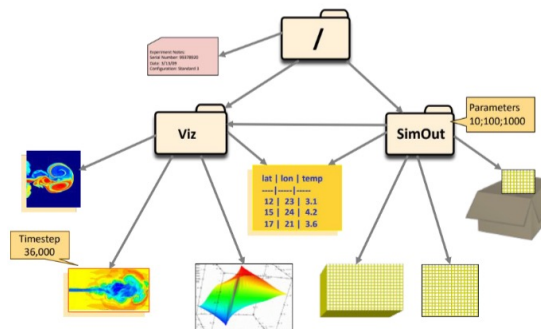 /
Experiment Notes:
Serial Number: 99378920
Date: 3/13/09
Configuration: Standard 3
Parameters
10;100;1000
Viz
SimOut
lat | lon | temp
----|-----|-----
12 | 23 | 3.1
15 | 24 | 4.2
17 | 21 | 3.6
Timestep
36,000